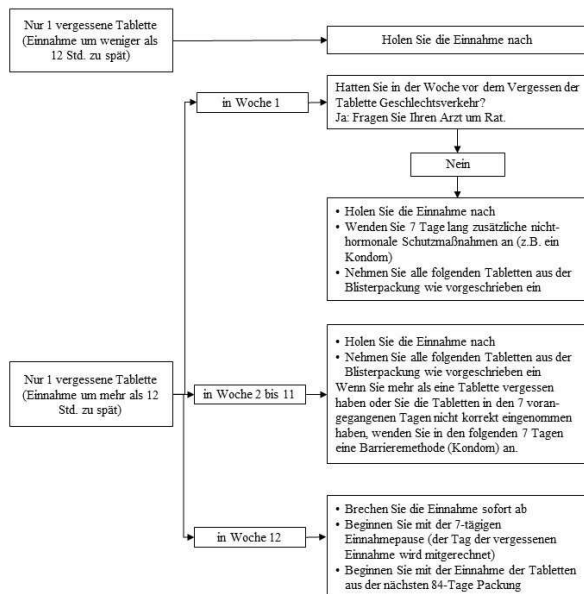 Nur 1 vergessene Tablette
(Einnahme um weniger als
12 Std. zu spät)
Holen Sie die Einnahme nach
in Woche 1
Hatten Sie in der Woche vor dem Vergessen der
Tablette Geschlechtsverkehr?
Ja: Fragen Sie Ihren Arzt um Rat.
Nein
• Holen Sie die Einnahme nach
• Wenden Sie 7 Tage lang zusätzliche nicht-
hormonale Schutzmaßnahmen an (z.B. ein
Kondom)
• Nehmen Sie alle folgenden Tabletten aus der
Blisterpackung wie vorgeschrieben ein
Nur 1 vergessene Tablette
(Einnahme um mehr als 12
Std. zu spät)
in Woche 2 bis 11
• Holen Sie die Einnahme nach
• Nehmen Sie alle folgenden Tabletten aus der
Blisterpackung wie vorgeschrieben ein
Wenn Sie mehr als eine Tablette vergessen
haben oder Sie die Tabletten in den 7 voran-
gegangenen Tagen nicht korrekt eingenommen
haben, wenden Sie in den folgenden 7 Tagen
eine Barrieremethode (Kondom) an.
in Woche 12
• Brechen Sie die Einnahme sofort ab
• Beginnen Sie mit der 7-tägigen
Einnahmepause (der Tag der vergessenen
Einnahme wird mitgerechnet)
• Beginnen Sie mit der Einnahme der Tabletten
aus der nächsten 84-Tage Packung